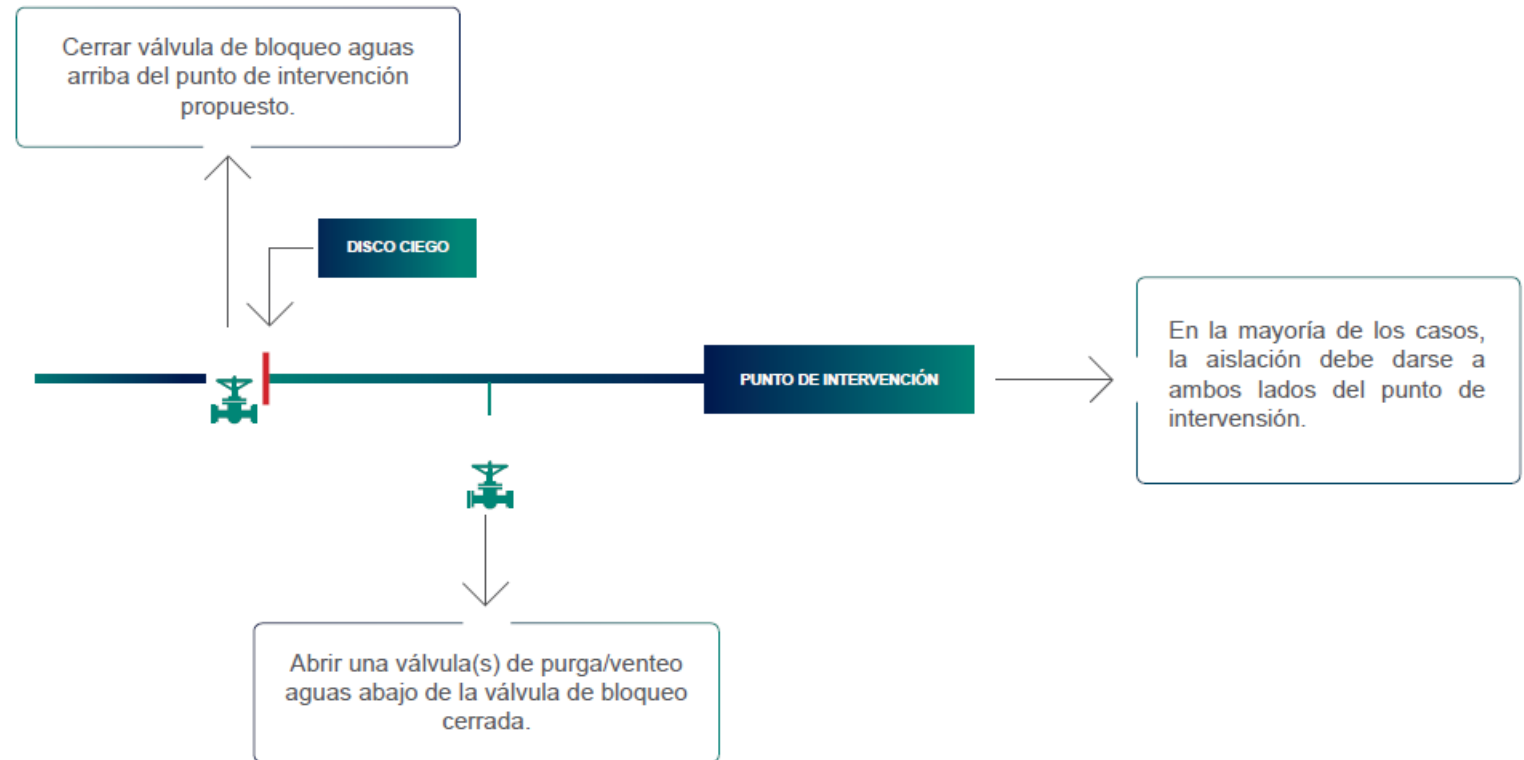 Cerrar válvula de bloqueo aguas
arriba del punto de intervención
propuesto.
DISCO CIEGO
PUNTO DE INTERVENCIÓN
En la mayoría de los casos,
la aislación debe darse a
ambos lados del punto de
intervensión.
Abrir una válvula(s) de purga/venteo
aguas abajo de la válvula de bloqueo
cerrada.